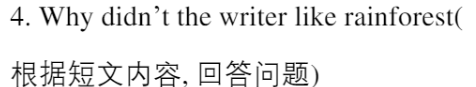 4. Why didn't the writer like rainforest(
根据短文内容, 回答问题)